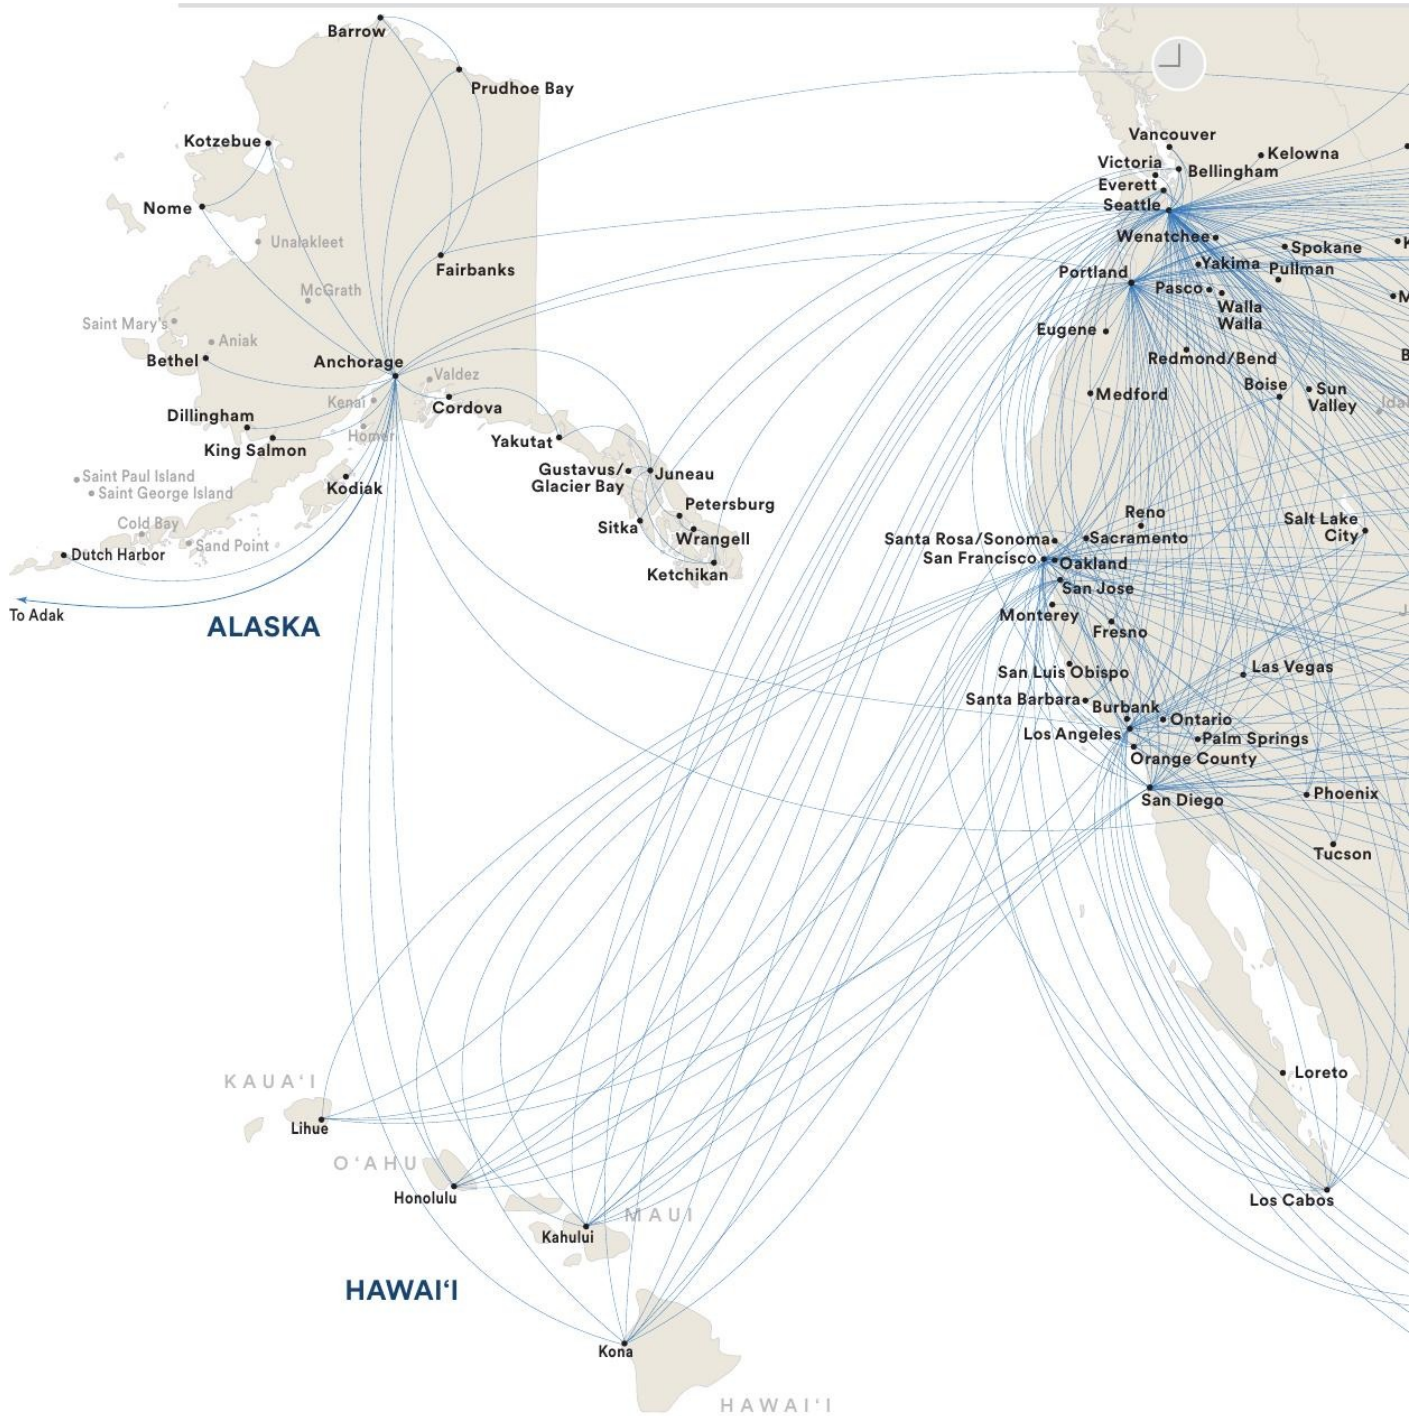 Barrow
Prudhoe Bay
Kotzebue
Nome
Unalakleet
Fairbanks
McGrath
Saint Mary's
Aniak
Bethel
Anchorage
Valdez
Kenai
Cordova
Dillingham
Homer
King Salmon
Yakutat
Gustavus/
Glacier Bay
Juneau
Saint Paul Island
Saint George Island
Kodiak
Petersburg
Sitka
Wrangell
Cold Bay
Sand Point
Dutch Harbor
Ketchikan
To Adak
ALASKA
Vancouver
Victoria
Kelowna
Bellingham
Everett
Seattle
Wenatchee
Spokane
K
Yakima
Pullman
Portland
Pasco
M
Walla
Walla
Eugene
Redmond/Bend
B
Boise
Sun
Valley
Medford
Ida
Reno
Salt Lake
City
Santa Rosa/Sonoma
Sacramento
San Francisco
Oakland
San Jose
Monterey
Fresno
San Luis Obispo
Las Vegas
Santa Barbara
Burbank
Ontario
Los Angeles
Palm Springs
Orange County
San Diego
Phoenix
Tucson
Loreto
Los Cabos
KAUA‘I
Lihue
O‘AHU
Honolulu
MAUI
Kahului
HAWAI‘I
Kona
HAWAI‘I